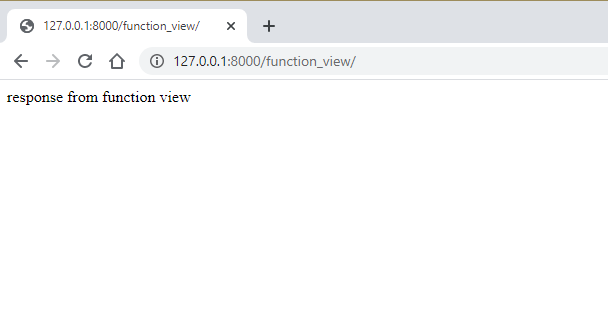 127.0.0.1:8000/function_view/
127.0.0.1:8000/function_view/
response from function view